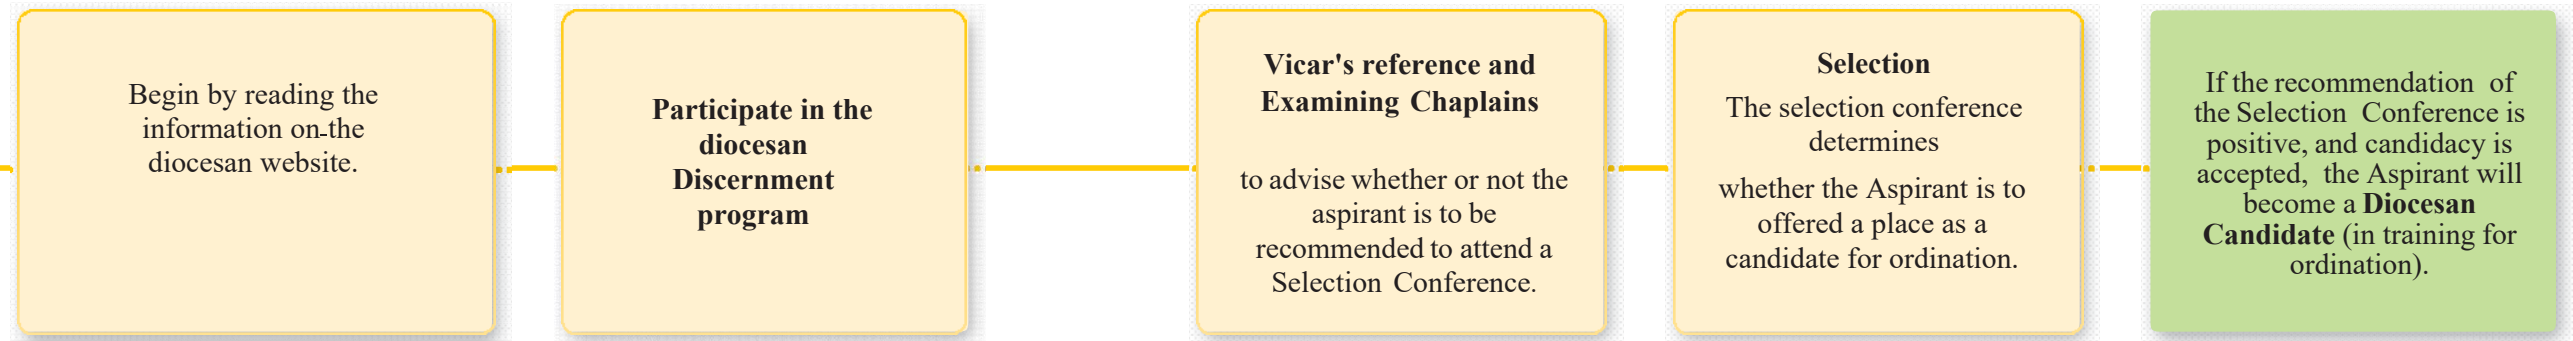 Begin by reading the
information on-the
diocesan website.
Participate in the
diocesan
Discernment
program
Vicar's reference and
Examining Chaplains
to advise whether or not the
aspirant is to be
recommended to attend a
Selection Conference.
Selection
The selection conference
determines
whether the Aspirant is to
offered a place as a
candidate for ordination.
If the recommendation of
the Selection Conference is
positive, and candidacy is
accepted, the Aspirant will
become a Diocesan
Candidate (in training for
ordination).